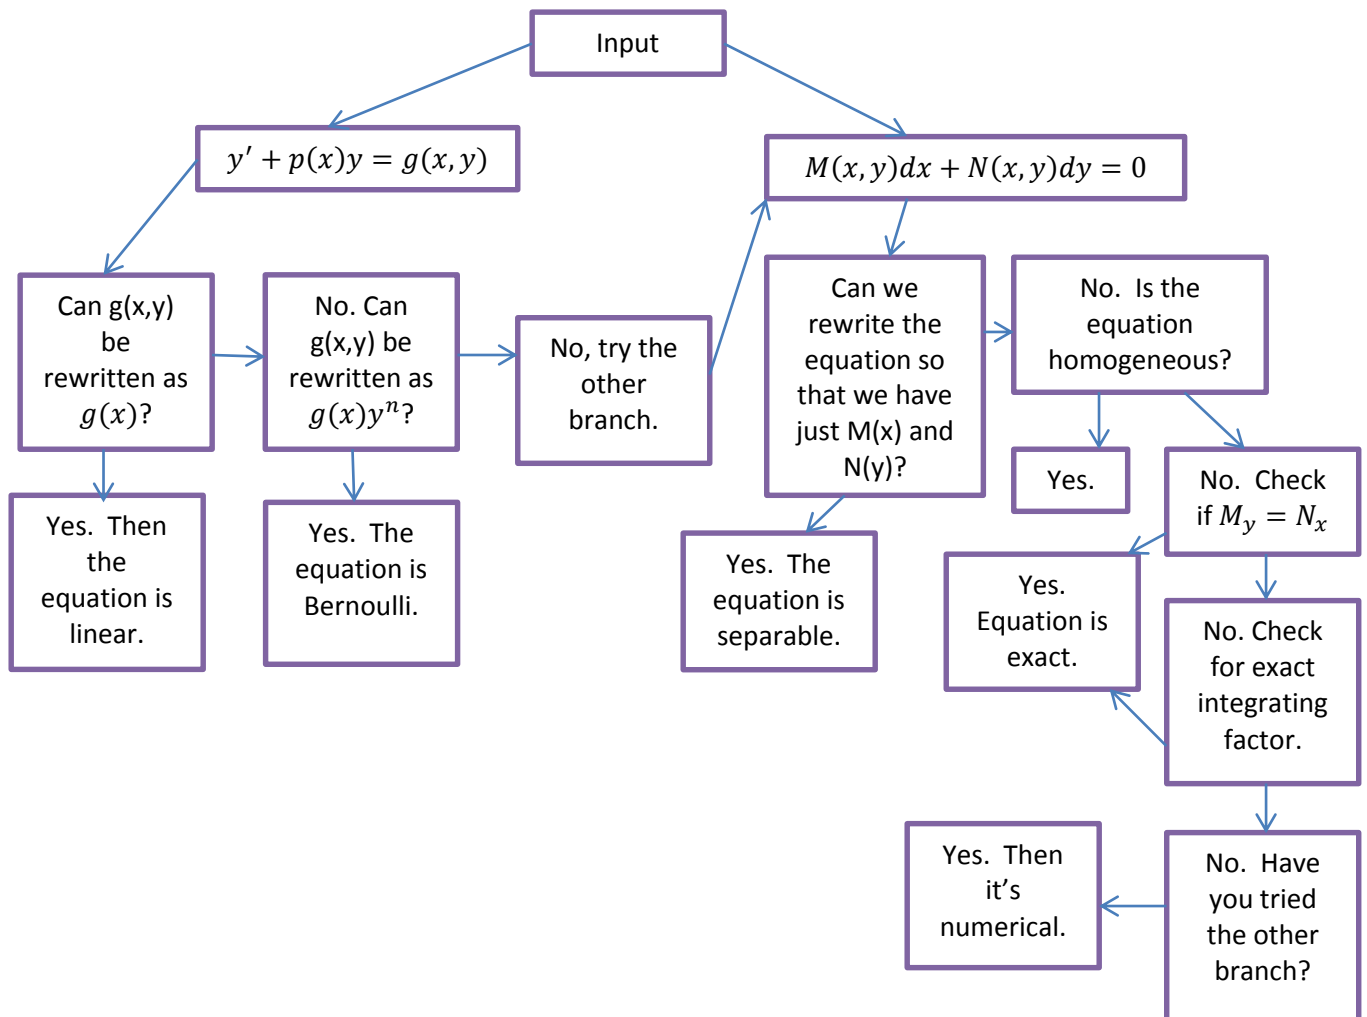 Input
y′ + p(x)y = g(x, y)
M(x, y)dx + N(x, y)dy = 0
Can g(x,y)
be
rewritten as
g(x)?
No. Can
g(x,y) be
rewritten as
g(x)yⁿ?
No, try the
other
branch.
Can we
rewrite the
equation so
that we have
just M(x) and
N(y)?
No. Is the
equation
homogeneous?
Yes.
No. Check
if M_y = N_x
Yes. Then
the
equation is
linear.
Yes. The
equation is
Bernoulli.
Yes. The
equation is
separable.
Yes.
Equation is
exact.
No. Check
for exact
integrating
factor.
Yes. Then
it’s
numerical.
No. Have
you tried
the other
branch?